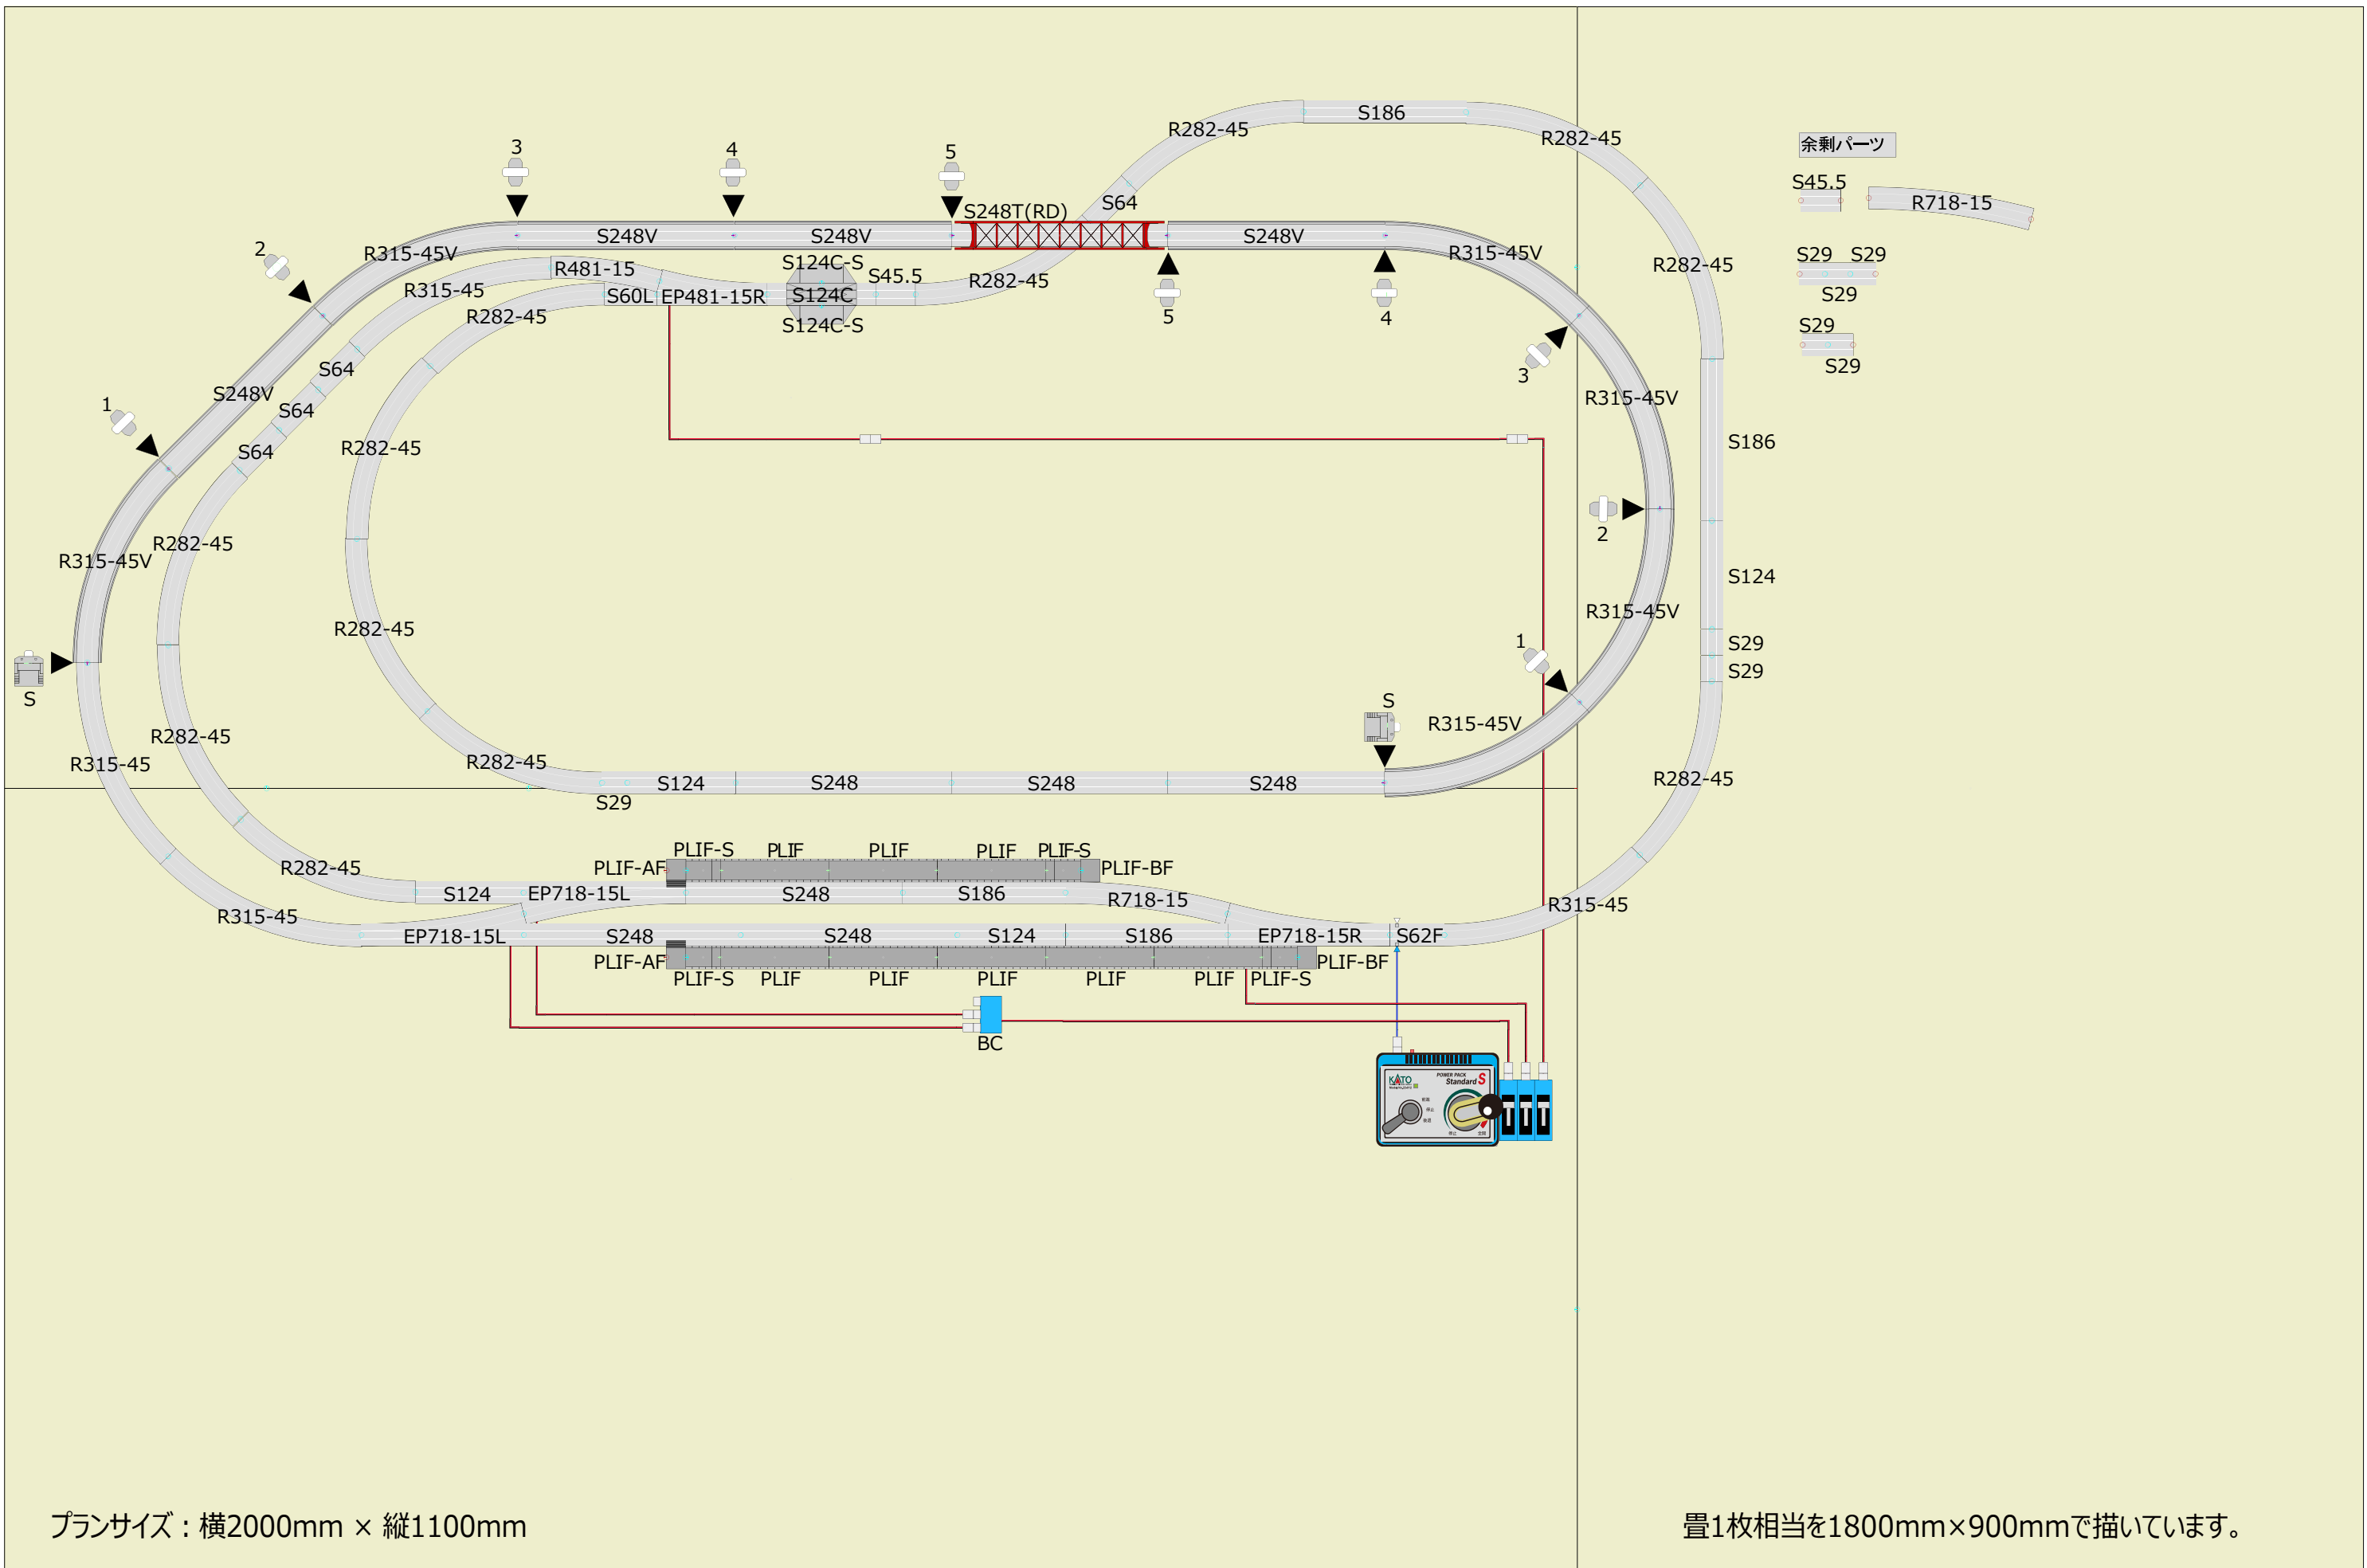 S186
R282-45
R282-45
余剰パーツ
3
4
5
S45.5
R718-15
S64
S248T(RD)
2
R315-45V
S248V
S248V
S248V
R315-45V
S124C-S
R481-15
S45.5
R282-45
R282-45
S29
S29
S29
R315-45
S60L
EP481-15R
S124C
S124C-S
R282-45
5
4
S29
S29
3
S64
S248V
1
S64
R315-45V
S64
R282-45
S186
2
R282-45
R315-45V
S124
R282-45
R315-45V
1
S29
S29
S
S
R315-45V
R282-45
R315-45
R282-45
R282-45
S29
S124
S248
S248
S248
PLIF-S
PLIF
PLIF
PLIF
PLIF-S
PLIF-AF
PLIF-BF
R282-45
S124
EP718-15L
S248
S186
R718-15
R315-45
R315-45
EP718-15L
S248
S248
S124
S186
EP718-15R
S62F
PLIF-AF
PLIF-BF
PLIF-S
PLIF
PLIF
PLIF
PLIF
PLIF
PLIF-S
BC
KATO
POWER PACK
Standard S
プランサイズ：横2000mm × 縦1100mm
畳1枚相当を1800mm×900mmで描いています。